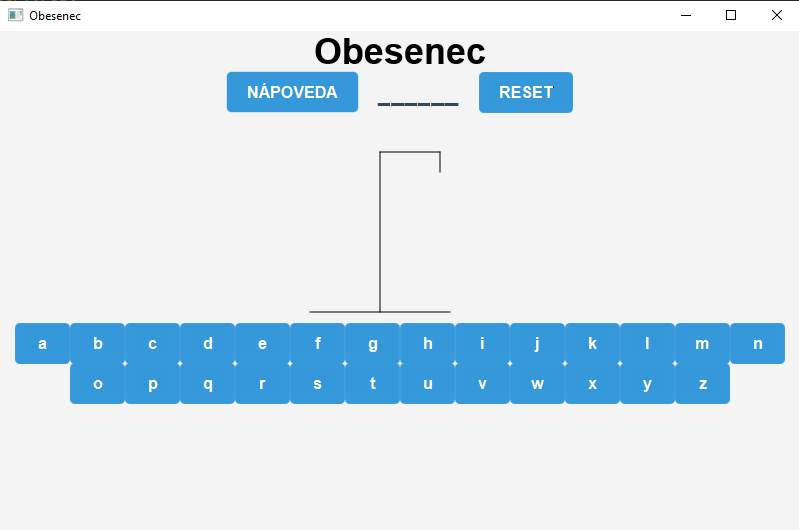 Obesenec
Obesenec
NÁPOVEDA ______ RESET
a b c d e f g h i j k l m n
o p q r s t u v w x y z